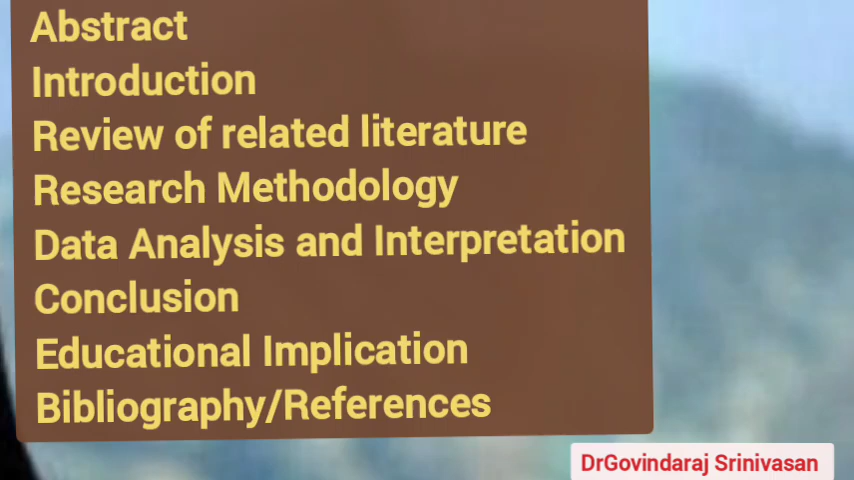 Abstract
Introduction
Review of related literature
Research Methodology
Data Analysis and Interpretation
Conclusion
Educational Implication
Bibliography/References
DrGovindaraj Srinivasan